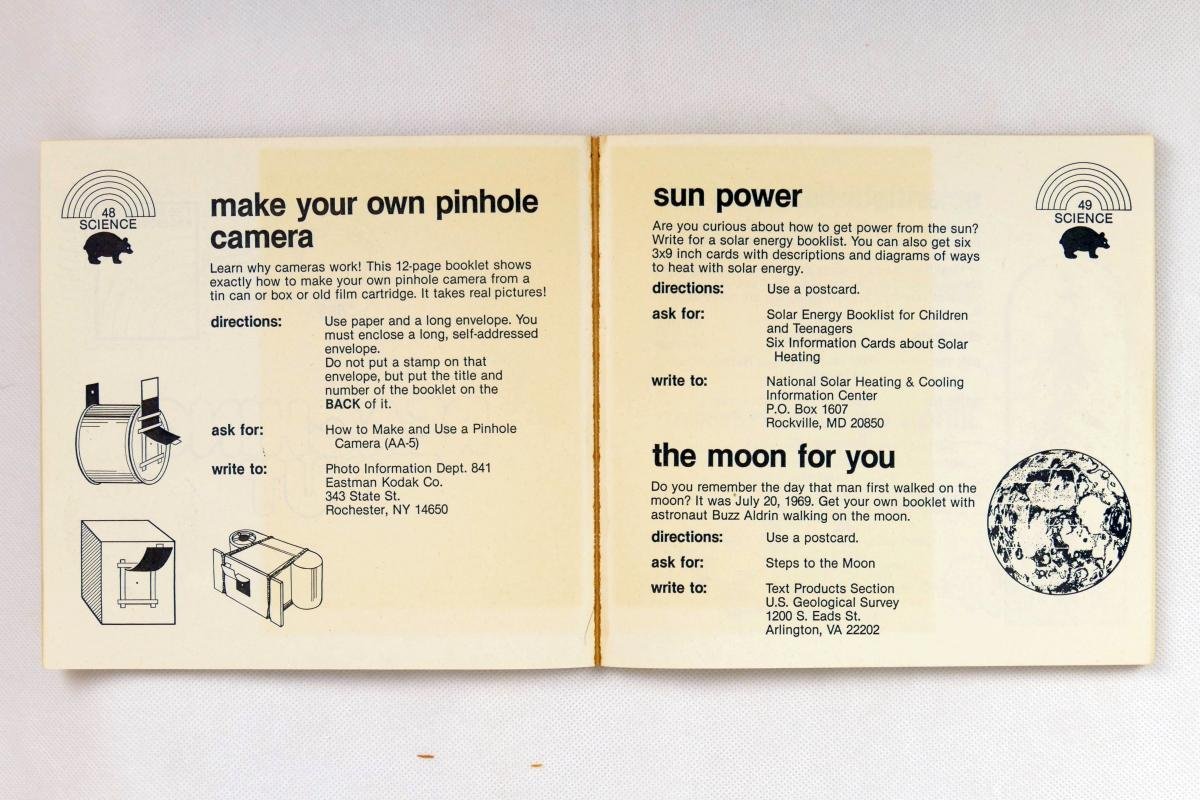 48
SCIENCE
make your own pinhole
camera
Learn why cameras work! This 12-page booklet shows
exactly how to make your own pinhole camera from a
tin can or box or old film cartridge. It takes real pictures!
directions: Use paper and a long envelope. You
must enclose a long, self-addressed
envelope.
Do not put a stamp on that
envelope, but put the title and
number of the booklet on the
BACK of it.
ask for: How to Make and Use a Pinhole
Camera (AA-5)
write to: Photo Information Dept. 841
Eastman Kodak Co.
343 State St.
Rochester, NY 14650
49
SCIENCE
sun power
Are you curious about how to get power from the sun?
Write for a solar energy booklist. You can also get six
3x9 inch cards with descriptions and diagrams of ways
to heat with solar energy.
directions: Use a postcard.
ask for: Solar Energy Booklist for Children
and Teenagers
Six Information Cards about Solar
Heating
write to: National Solar Heating & Cooling
Information Center
P.O. Box 1607
Rockville, MD 20850
the moon for you
Do you remember the day that man first walked on the
moon? It was July 20, 1969. Get your own booklet with
astronaut Buzz Aldrin walking on the moon.
directions: Use a postcard.
ask for: Steps to the Moon
write to: Text Products Section
U.S. Geological Survey
1200 S. Eads St.
Arlington, VA 22202